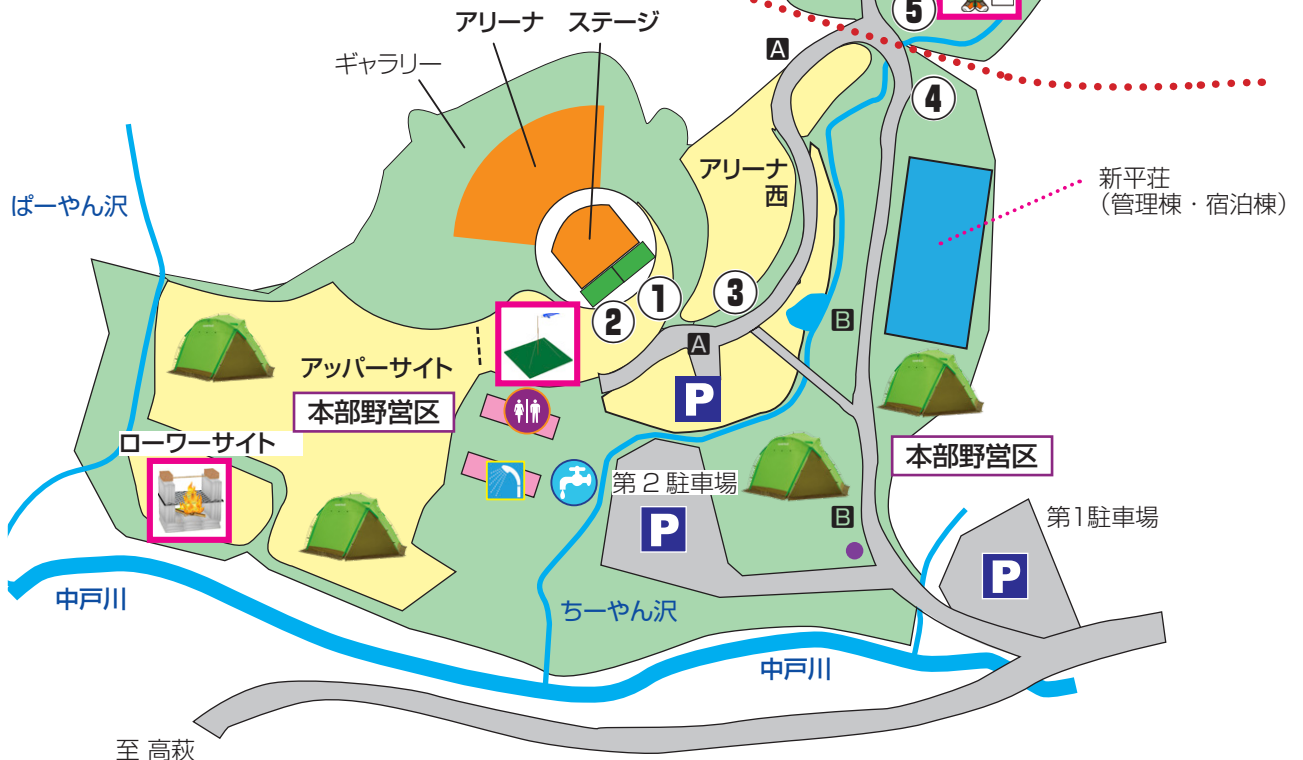 アリーナ ステージ
5
ギャラリー
A
4
アリーナ
西
新平荘
(管理棟・宿泊棟)
ぱーやん沢
1
2
3
B
A
アッパーサイト
P
本部野営区
ローワーサイト
本部野営区
第2駐車場
P
B
第1駐車場
P
中戸川
ちーやん沢
中戸川
至 高萩